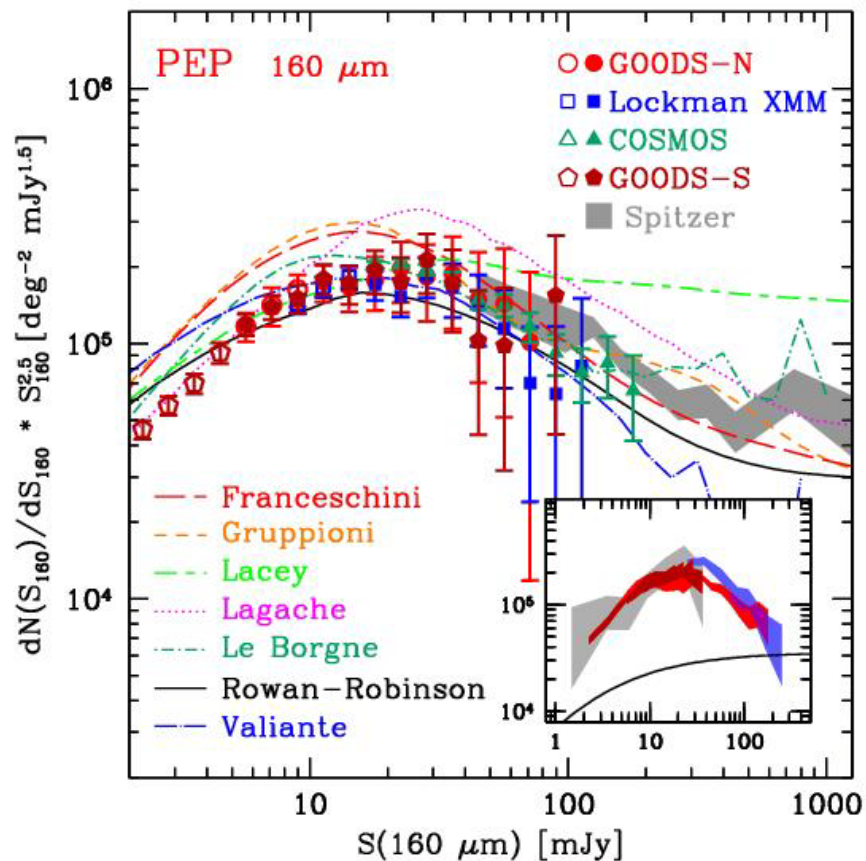 PEP 160 μm
GOODS-N
Lockman XMM
COSMOS
GOODS-S
Spitzer
10⁶
10⁵
10⁴
dN(S₁₆₀)/dS₁₆₀ * S₁₆₀^2.5 [deg⁻² mJy^1.5]
Franceschini
Gruppioni
Lacey
Lagache
Le Borgne
Rowan-Robinson
Valiante
10⁵
10⁴
1 10 100
10 100 1000
S(160 μm) [mJy]